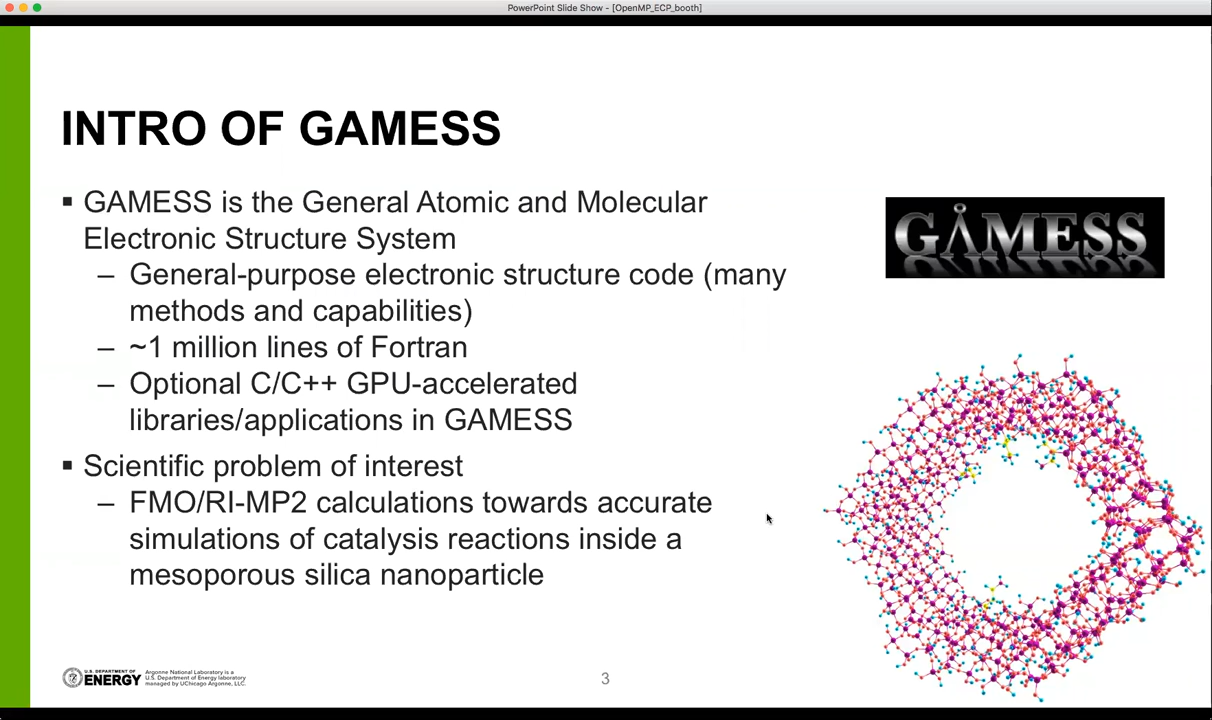 PowerPoint Slide Show - [OpenMP_ECP_booth]
INTRO OF GAMESS
▪ GAMESS is the General Atomic and Molecular
Electronic Structure System
– General-purpose electronic structure code (many
methods and capabilities)
– ~1 million lines of Fortran
– Optional C/C++ GPU-accelerated
libraries/applications in GAMESS
▪ Scientific problem of interest
– FMO/RI-MP2 calculations towards accurate
simulations of catalysis reactions inside a
mesoporous silica nanoparticle
GAMESS
U.S. DEPARTMENT OF
ENERGY
Argonne National Laboratory is a
U.S. Department of Energy laboratory
managed by UChicago Argonne, LLC.
3